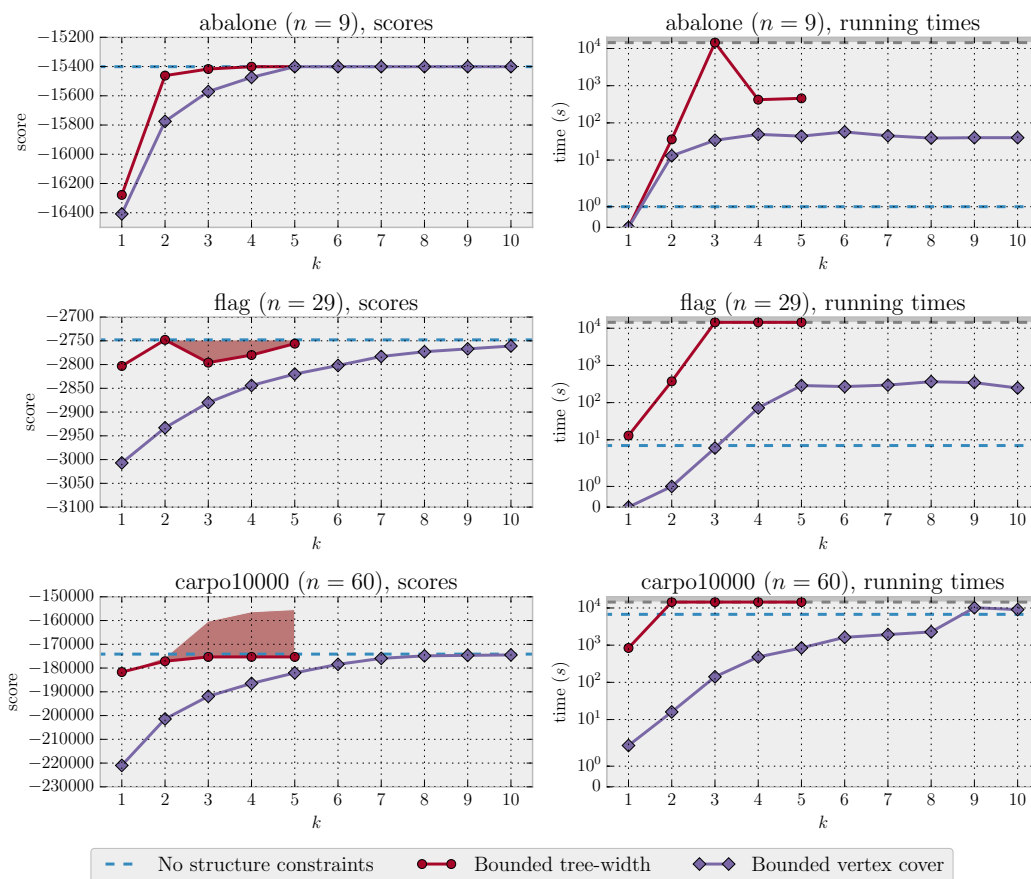 abalone (n = 9), scores
−15200
−15400
−15600
−15800
−16000
−16200
−16400
score
1 2 3 4 5 6 7 8 9 10
k
abalone (n = 9), running times
10^4
10^3
10^2
10^1
10^0
0
time (s)
1 2 3 4 5 6 7 8 9 10
k
flag (n = 29), scores
−2700
−2750
−2800
−2850
−2900
−2950
−3000
−3050
−3100
score
1 2 3 4 5 6 7 8 9 10
k
flag (n = 29), running times
10^4
10^3
10^2
10^1
10^0
0
time (s)
1 2 3 4 5 6 7 8 9 10
k
carpo10000 (n = 60), scores
−150000
−160000
−170000
−180000
−190000
−200000
−210000
−220000
−230000
score
1 2 3 4 5 6 7 8 9 10
k
carpo10000 (n = 60), running times
10^4
10^3
10^2
10^1
10^0
0
time (s)
1 2 3 4 5 6 7 8 9 10
k
No structure constraints
Bounded tree-width
Bounded vertex cover